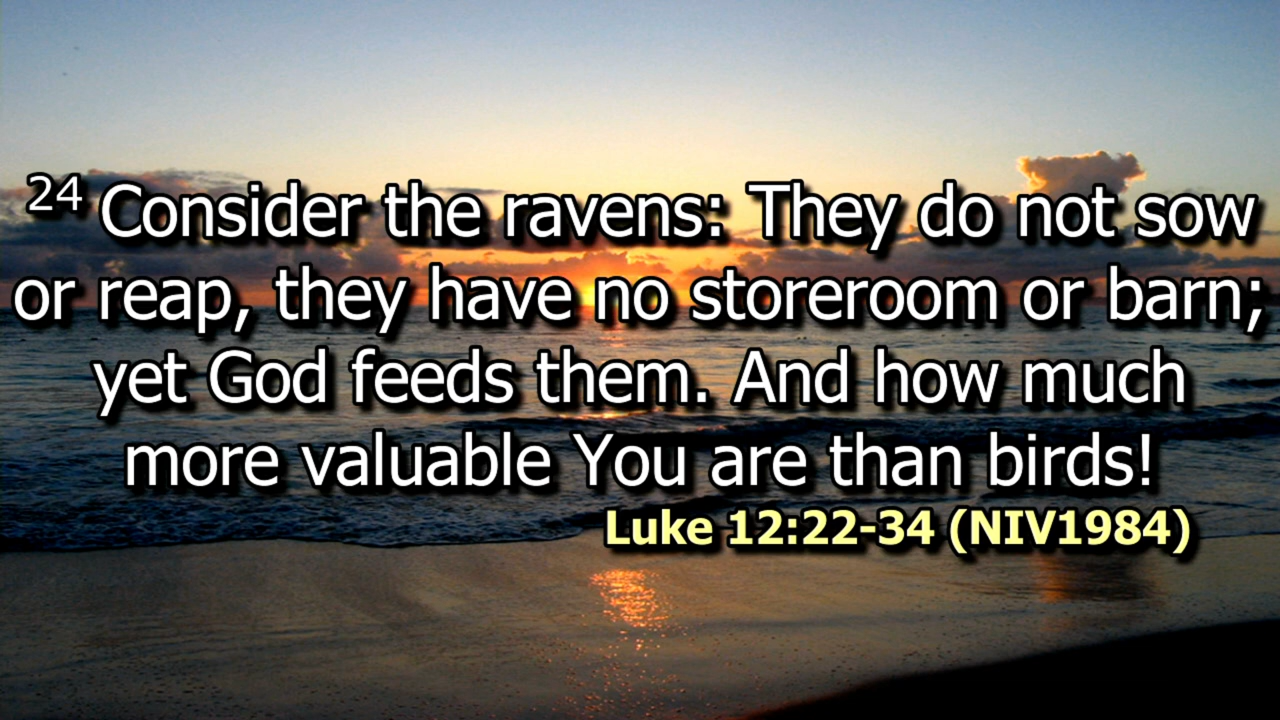 24 Consider the ravens: They do not sow
or reap, they have no storeroom or barn;
yet God feeds them. And how much
more valuable You are than birds!
Luke 12:22-34 (NIV1984)